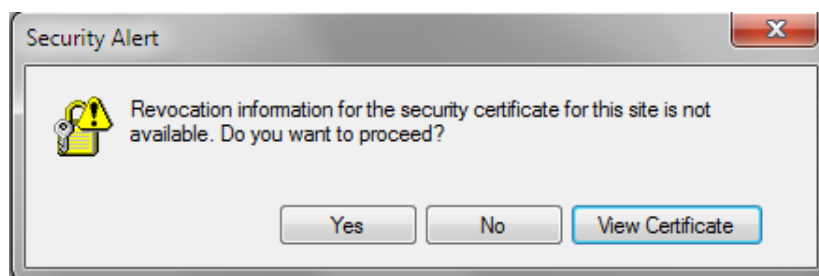 Security Alert
Revocation information for the security certificate for this site is not
available. Do you want to proceed?
Yes
No
View Certificate